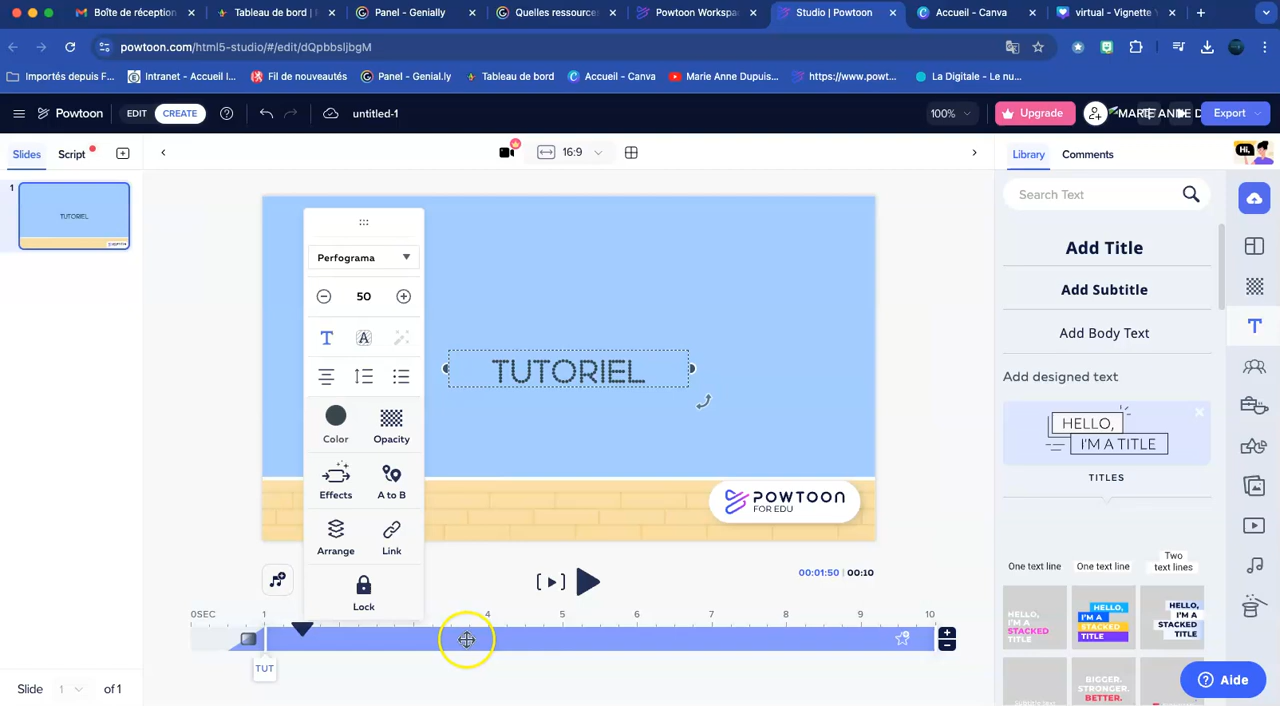 Boîte de réception
Tableau de bord |
Panel - Genially
Quelles ressource
Powtoon Workspa
Studio | Powtoon
Accueil - Canva
virtual - Vignette
powtoon.com/html5-studio/#/edit/dQpbbsljbgM
Importés depuis F...
Intranet - Accueil I...
Fil de nouveautés
Panel - Genial.ly
Tableau de bord
Accueil - Canva
Marie Anne Dupuis...
https://www.powt...
La Digitale - Le nu...
Powtoon
EDIT
CREATE
untitled-1
100%
Upgrade
MARIE ANNE D
Export
Slides
Script
16:9
Library
Comments
Hi,
1
TUTORIEL
Search Text
Perfograma
50
Color
Opacity
Effects
A to B
Arrange
Link
Lock
TUTORIEL
POWTOON
FOR EDU
Add Title
Add Subtitle
Add Body Text
Add designed text
HELLO,
I'M A TITLE
TITLES
One text line
One text line
Two
text lines
HELLO,
I'M A
STACKED
TITLE
HELLO,
I'M A
STACKED
TITLE
HELLO,
I'M A
STACKED
TITLE
BIGGER.
STRONGER.
BETTER.
00:01:50 | 00:10
0SEC 1 4 5 6 7 8 9 10
TUT
Slide 1 of 1
Aide